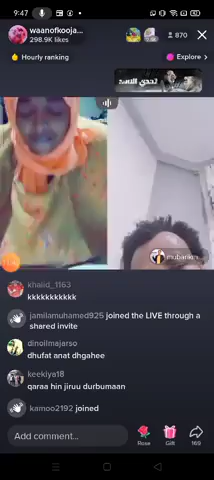 9:47
waanofkooja...
298.9K likes
870
Hourly ranking
Explore >
mubarak
khalid_1163
kkkkkkkkkkk
jamilamuhamed925 joined the LIVE through a
shared invite
dinoilmajarso
dhufat anat dhgahee
keekiya18
qaraa hin jiruu durbumaan
kamoo2192 joined
Add comment...
Rose
Gift
169